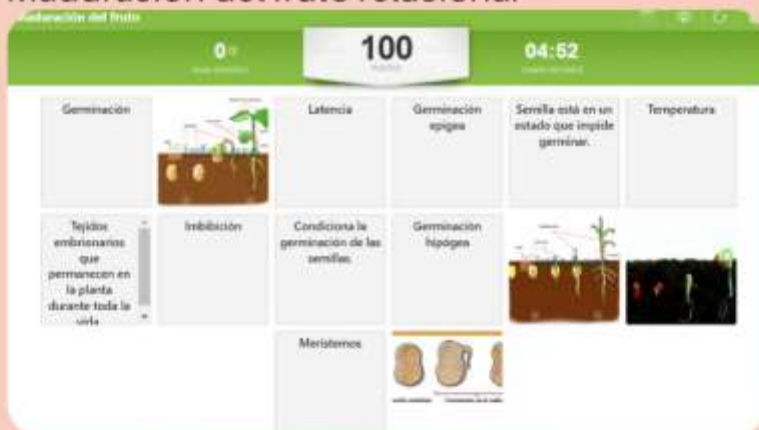 Maduración del fruto relacional
Maduración del fruto
0
100
04:52
Germinación
Latencia
Germinación
epigea
Semilla está en un
estado que impide
germinar.
Temperatura
Tejidos
embrionarios
que
permanecen en
la planta
durante toda la
vida
Imbibición
Condiciona la
germinación de las
semillas.
Germinación
hipógea
Meristemos